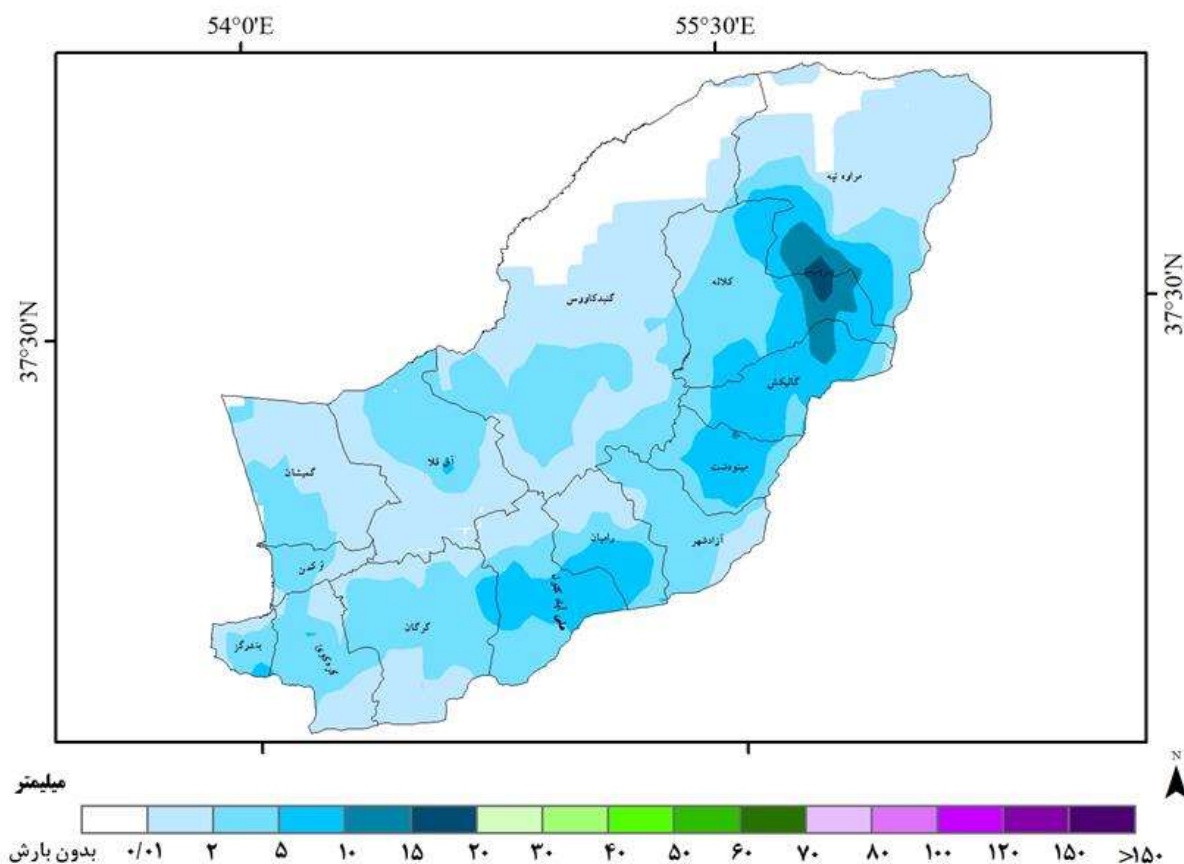 54°0'E 55°30'E
مراوه تپه
37°30'N
کلاله
گنبدکاووس
37°30'N
گالیکش
آق قلا
مینودشت
گمیشان
رامیان
آزادشهر
ترکمن
علی آباد کتول
گرگان
بندرگز
کردکوی
N
میلیمتر
بدون بارش ۰/۰۱ ۲ ۵ ۱۰ ۱۵ ۲۰ ۳۰ ۴۰ ۵۰ ۶۰ ۷۰ ۸۰ ۱۰۰ ۱۲۰ ۱۵۰ >۱۵۰